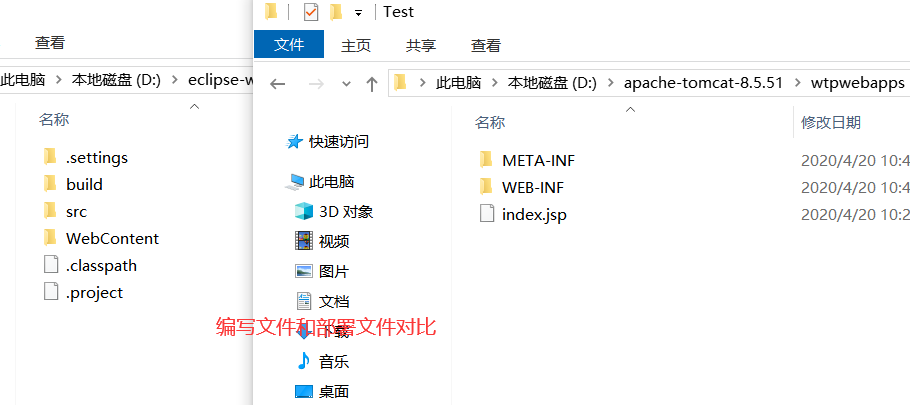 查看
此电脑 > 本地磁盘 (D:) > eclipse-w
名称
.settings
build
src
WebContent
.classpath
.project
Test
文件 主页 共享 查看
此电脑 > 本地磁盘 (D:) > apache-tomcat-8.5.51 > wtpwebapps
快速访问
此电脑
3D 对象
视频
图片
文档
下载
音乐
桌面
名称 修改日期
META-INF 2020/4/20 10:4
WEB-INF 2020/4/20 10:4
index.jsp 2020/4/20 10:2
编写文件和部署文件对比